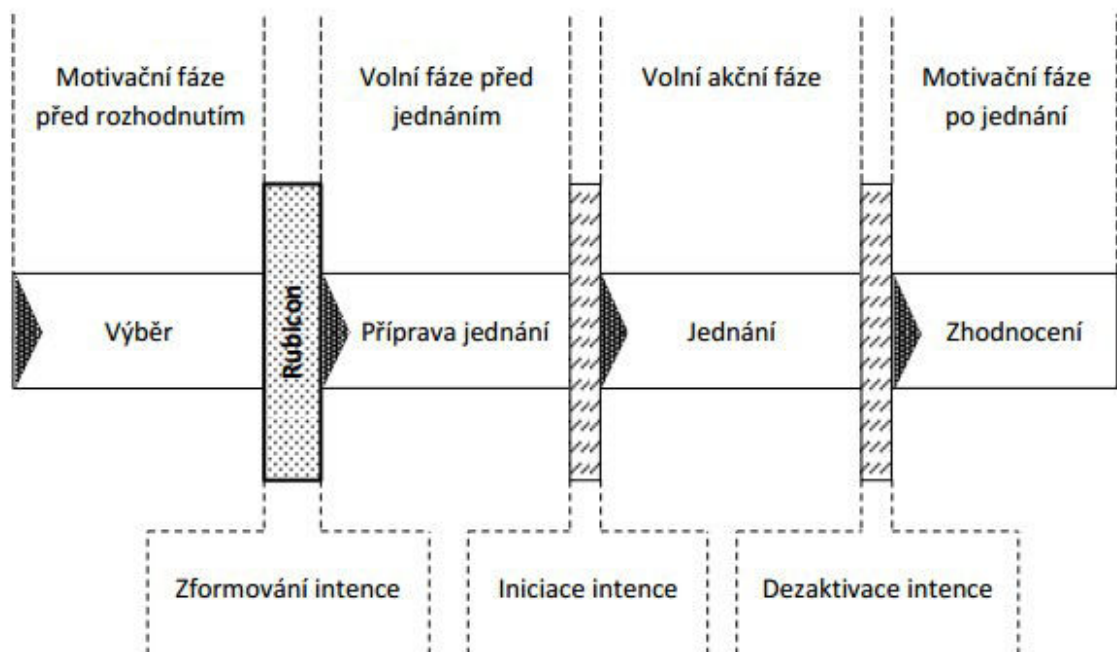 Motivační fáze
před rozhodnutím
Volní fáze před
jednáním
Volní akční fáze
Motivační fáze
po jednání
Výběr
Rubicon
Příprava jednání
Jednání
Zhodnocení
Zformování intence
Iniciace intence
Dezaktivace intence